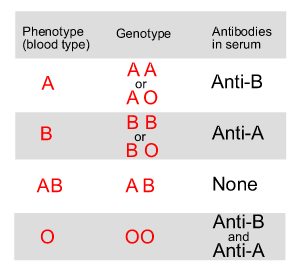 Phenotype Genotype Antibodies
(blood type) in serum
A A
A or Anti-B
A O
B B
B or Anti-A
B O
AB A B None
Anti-B
O OO and
Anti-A